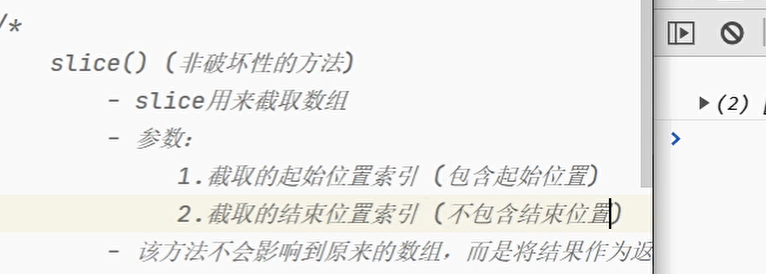 /*
slice() (非破坏性的方法)
- slice用来截取数组
- 参数:
1.截取的起始位置索引 (包含起始位置)
2.截取的结束位置索引 (不包含结束位置)
- 该方法不会影响到原来的数组, 而是将结果作为返
(2) [